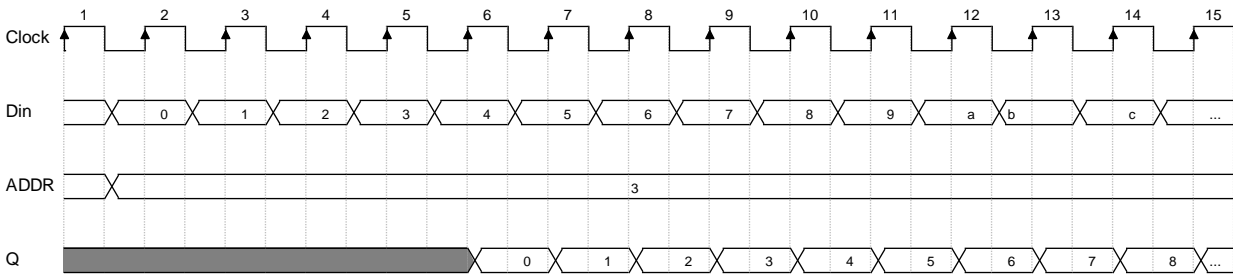 1 2 3 4 5 6 7 8 9 10 11 12 13 14 15
Clock
Din 0 1 2 3 4 5 6 7 8 9 a b c ...
ADDR 3
Q 0 1 2 3 4 5 6 7 8 ...